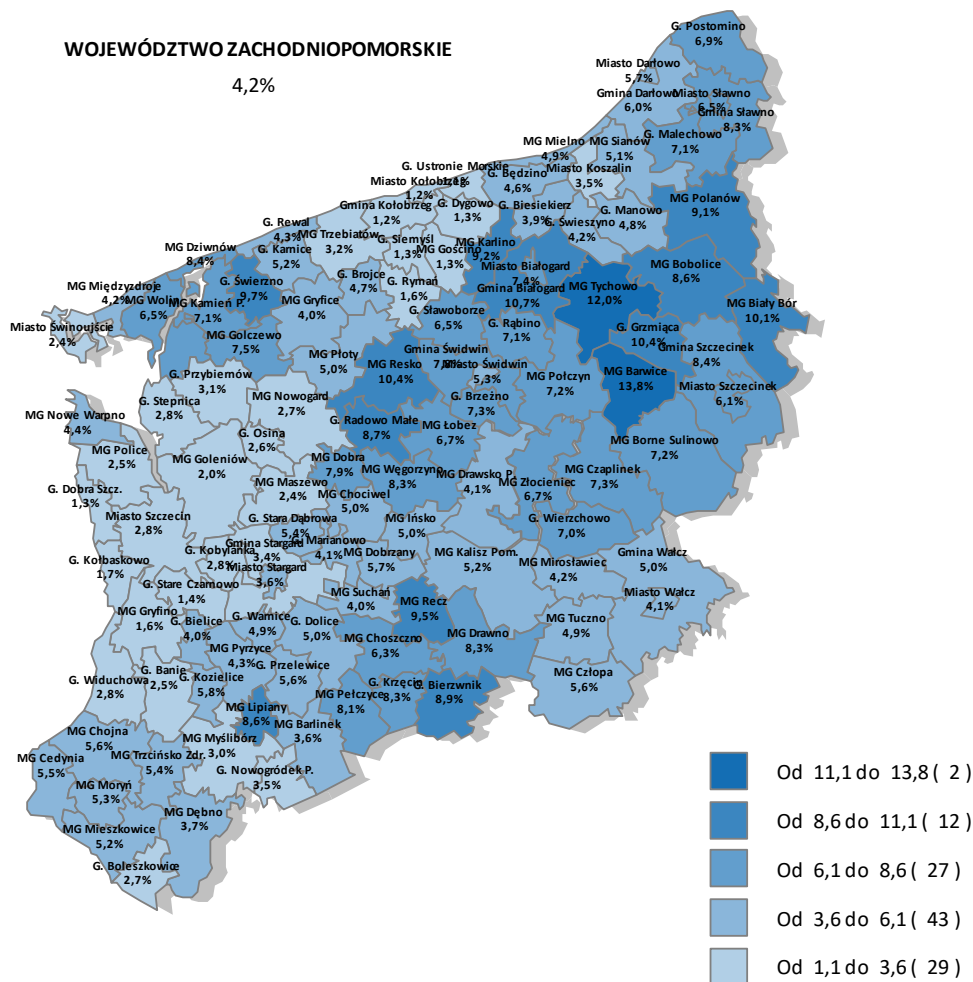 WOJEWÓDZTWO ZACHODNIOPOMORSKIE
4,2%
G. Postomino
6,9%
Miasto Darłowo
5,7%
Gmina Darłowo
6,0%
Miasto Sławno
6,5%
Gmina Sławno
8,3%
G. Malechowo
7,1%
MG Mielno
4,9%
MG Sianów
5,1%
Miasto Koszalin
3,5%
G. Ustronie Morskie
1,1%
Miasto Kołobrzeg
1,2%
G. Będzino
4,6%
Gmina Kołobrzeg
1,2%
G. Dygowo
1,3%
G. Biesiekierz
3,9%
G. Świeszyno
4,2%
G. Manowo
4,8%
MG Polanów
9,1%
G. Rewal
4,3%
MG Trzebiatów
3,2%
G. Siemyśl
1,3%
MG Gościno
1,3%
MG Karlino
9,2%
MG Dziwnów
8,4%
G. Karnice
5,2%
Miasto Białogard
7,4%
MG Bobolice
8,6%
G. Świerzno
9,7%
G. Brojce
4,7%
G. Rymań
1,6%
Gmina Białogard
10,7%
MG Tychowo
12,0%
MG Międzyzdroje
4,2%
MG Wolin
6,5%
MG Kamień P.
7,1%
MG Gryfice
4,0%
G. Sławoborze
6,5%
G. Rąbino
7,1%
G. Grzmiąca
10,4%
MG Biały Bór
10,1%
Miasto Świnoujście
2,4%
MG Golczewo
7,5%
MG Płoty
5,0%
MG Resko
10,4%
Gmina Świdwin
Miasto Świdwin
5,3%
MG Połczyn
7,2%
MG Barwice
13,8%
Gmina Szczecinek
8,4%
Miasto Szczecinek
6,1%
G. Przybiernów
3,1%
G. Stepnica
2,8%
MG Nowogard
2,7%
G. Brzeżno
7,3%
MG Nowe Warpno
4,4%
G. Radowo Małe
8,7%
MG Łobez
6,7%
MG Borne Sulinowo
7,2%
MG Police
2,5%
G. Osina
2,6%
MG Goleniów
2,0%
MG Dobra
7,9%
MG Węgorzyno
8,3%
MG Drawsko P.
4,1%
MG Złocieniec
6,7%
MG Czaplinek
7,3%
G. Dobra Szcz.
1,3%
MG Maszewo
2,4%
MG Chociwel
5,0%
Miasto Szczecin
2,8%
G. Stara Dąbrowa
5,4%
MG Ińsko
5,0%
G. Wierzchowo
7,0%
Gmina Stargard
3,4%
G. Marianowo
4,1%
G. Kołbaskowo
1,7%
G. Kobylanka
2,8%
Miasto Stargard
3,6%
MG Dobrzany
5,7%
MG Kalisz Pom.
5,2%
MG Mirosławiec
4,2%
Gmina Wałcz
5,0%
Miasto Wałcz
4,1%
G. Stare Czarnowo
1,4%
MG Suchań
4,0%
MG Recz
9,5%
MG Gryfino
1,6%
G. Bielice
4,0%
G. Warnice
4,9%
G. Dolice
5,0%
MG Choszczno
6,3%
MG Drawno
8,3%
MG Tuczno
4,9%
MG Pyrzyce
4,3%
G. Przelewice
5,6%
G. Widuchowa
2,8%
G. Banie
2,5%
G. Kozielice
5,8%
MG Pełczyce
8,1%
G. Krzęcin
8,3%
G. Bierzwnik
8,9%
MG Człopa
5,6%
MG Lipiany
8,6%
MG Chojna
5,6%
MG Myślibórz
3,0%
MG Barlinek
3,6%
MG Cedynia
5,5%
MG Trzcińsko Zdr.
5,4%
G. Nowogródek P.
3,5%
MG Moryń
5,3%
MG Dębno
3,7%
MG Mieszkowice
5,2%
G. Boleszkowice
2,7%
Od 11,1 do 13,8 ( 2 )
Od 8,6 do 11,1 ( 12 )
Od 6,1 do 8,6 ( 27 )
Od 3,6 do 6,1 ( 43 )
Od 1,1 do 3,6 ( 29 )